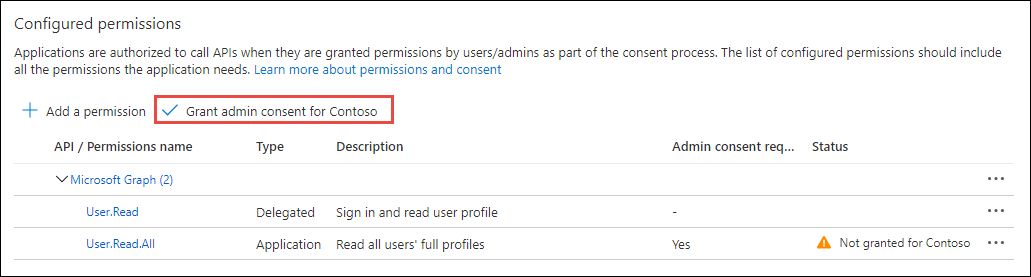 Configured permissions
Applications are authorized to call APIs when they are granted permissions by users/admins as part of the consent process. The list of configured permissions should include
all the permissions the application needs. Learn more about permissions and consent
Add a permission Grant admin consent for Contoso
API / Permissions name Type Description Admin consent req... Status
Microsoft Graph (2)
User.Read Delegated Sign in and read user profile -
User.Read.All Application Read all users' full profiles Yes Not granted for Contoso